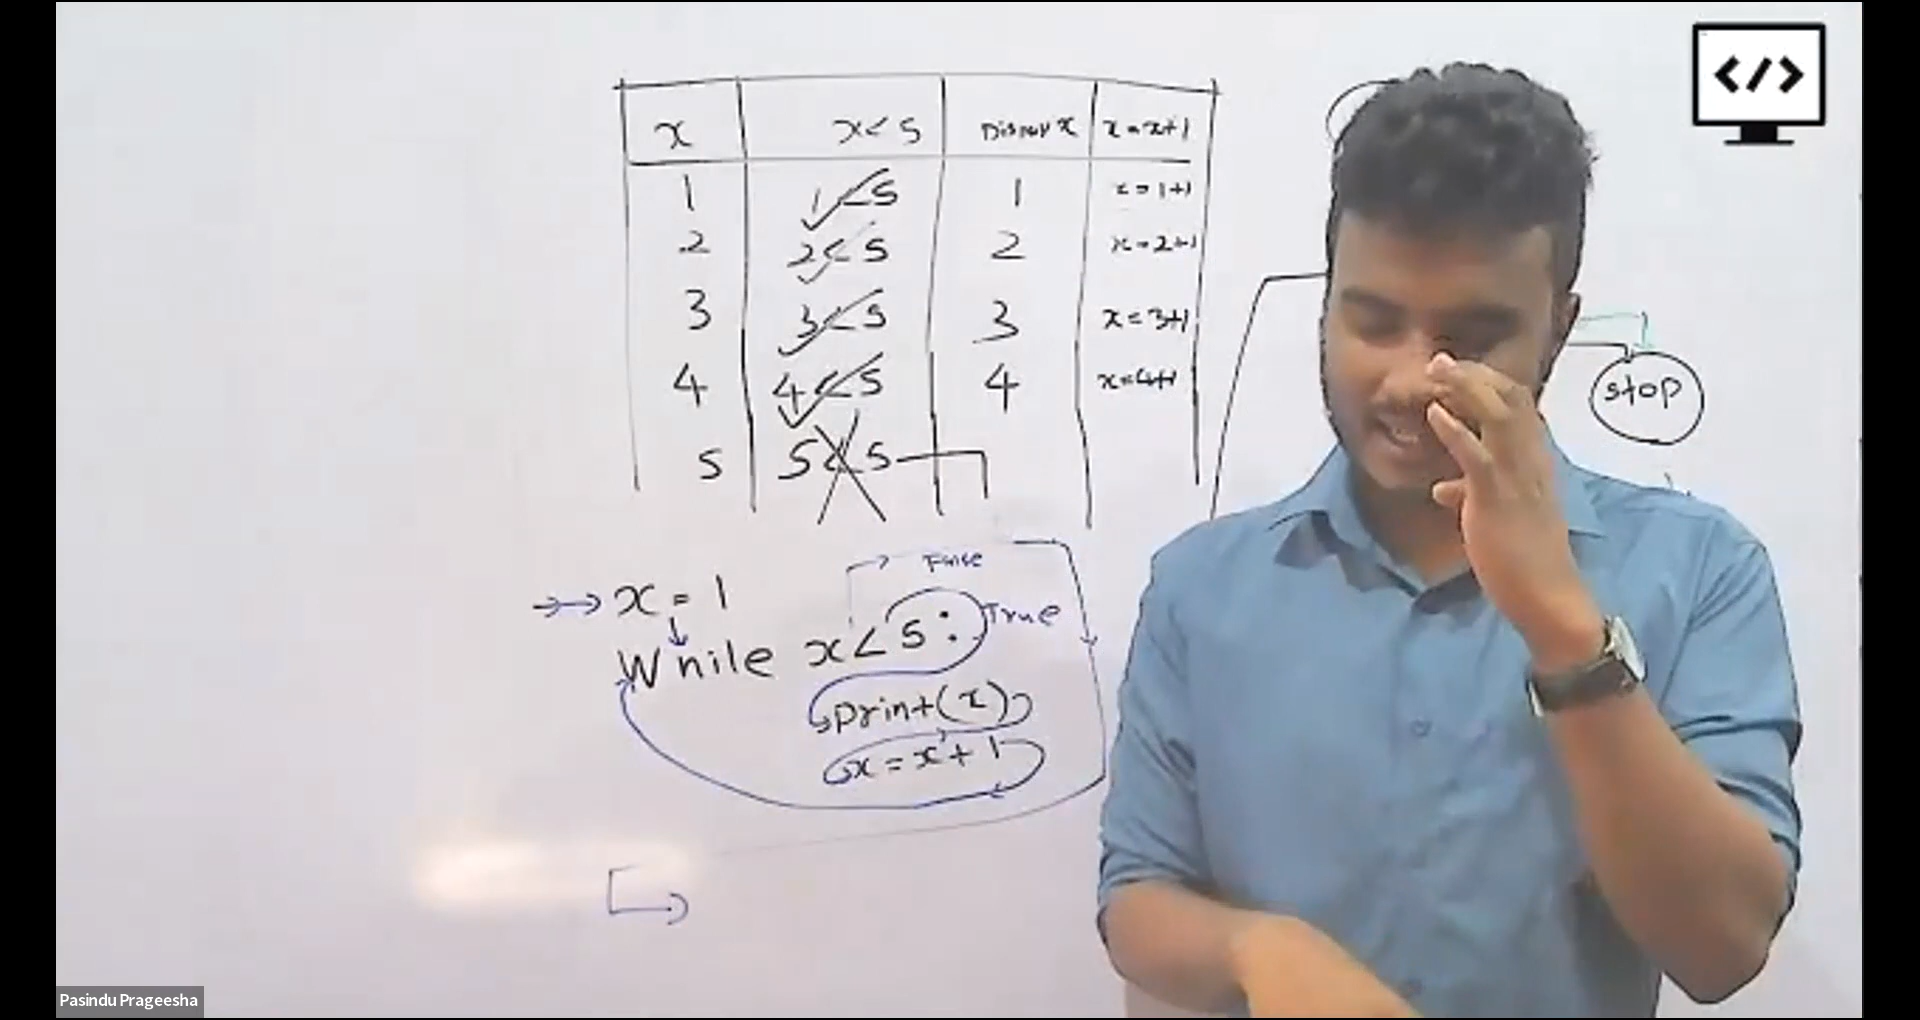 </>
x x<5 Display x x=x+1
1 1<5 1 x=1+1
2 2<5 2 x=2+1
3 3<5 3 x=3+1
4 4<5 4 x=4+1
5 5<5
stop
False
x=1
True
While x<5:
print(x)
x=x+1
Pasindu Prageesha